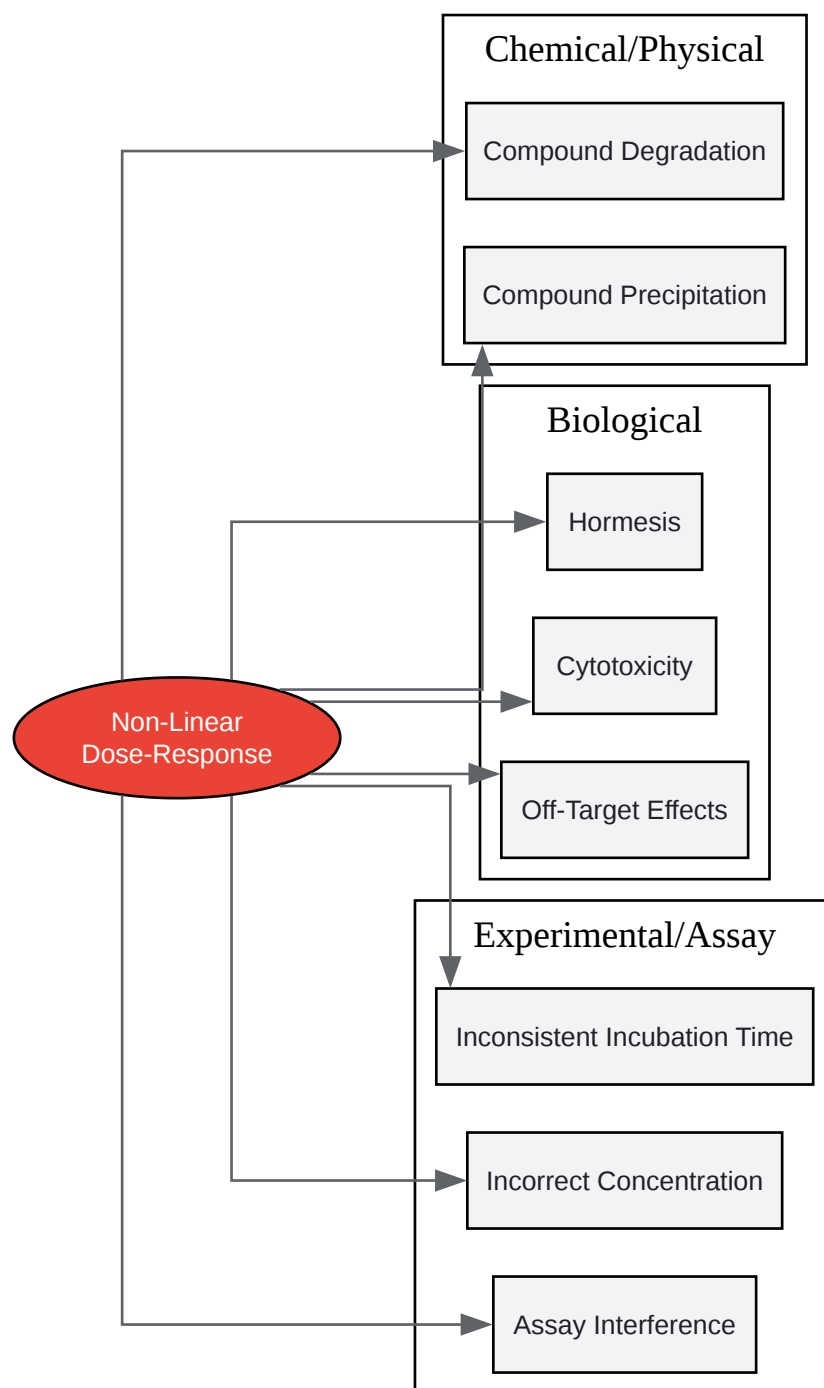 Chemical/Physical
Compound Degradation
Compound Precipitation
Biological
Hormesis
Cytotoxicity
Off-Target Effects
Non-Linear
Dose-Response
Experimental/Assay
Inconsistent Incubation Time
Incorrect Concentration
Assay Interference